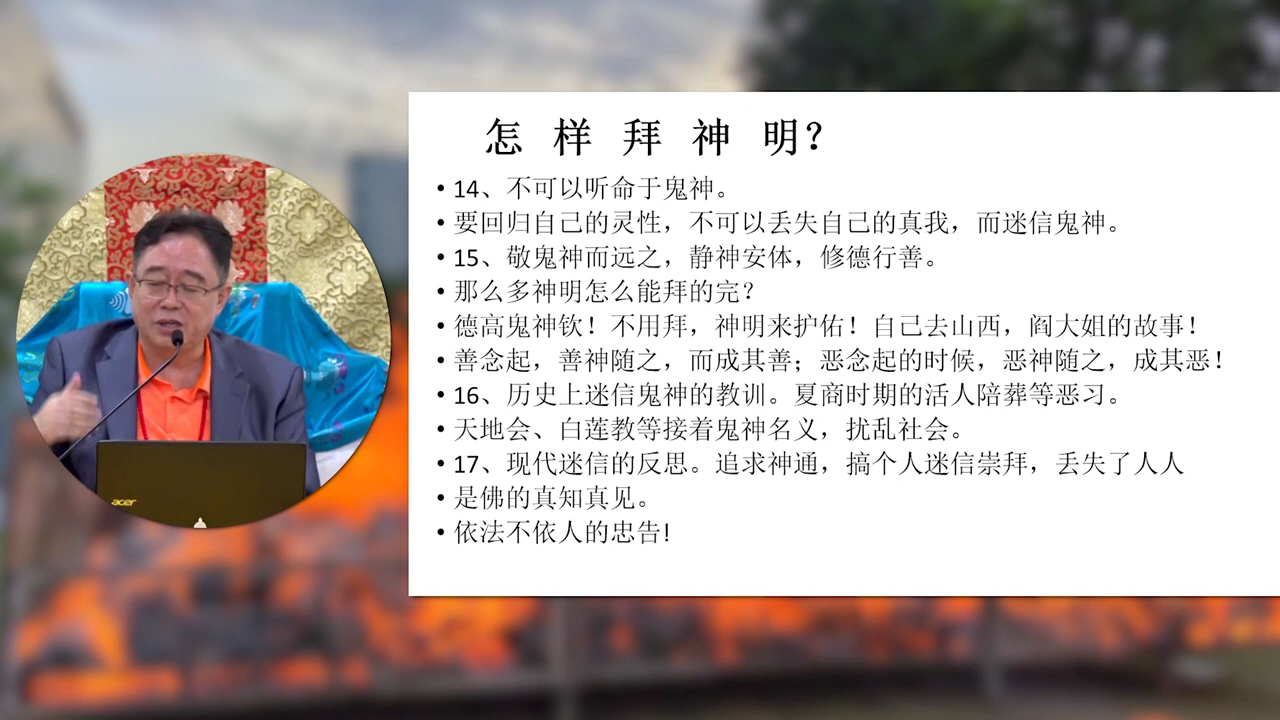 怎样拜神明?
• 14、不可以听命于鬼神。
• 要回归自己的灵性，不可以丢失自己的真我，而迷信鬼神。
• 15、敬鬼神而远之，静神安体，修德行善。
• 那么多神明怎么能拜的完？
• 德高鬼神钦！不用拜，神明来护佑！自己去山西，阎大姐的故事！
• 善念起，善神随之，而成其善；恶念起的时候，恶神随之，成其恶！
• 16、历史上迷信鬼神的教训。夏商时期的活人陪葬等恶习。
• 天地会、白莲教等接着鬼神名义，扰乱社会。
• 17、现代迷信的反思。追求神通，搞个人迷信崇拜，丢失了人人
• 是佛的真知真见。
• 依法不依人的忠告!
acer